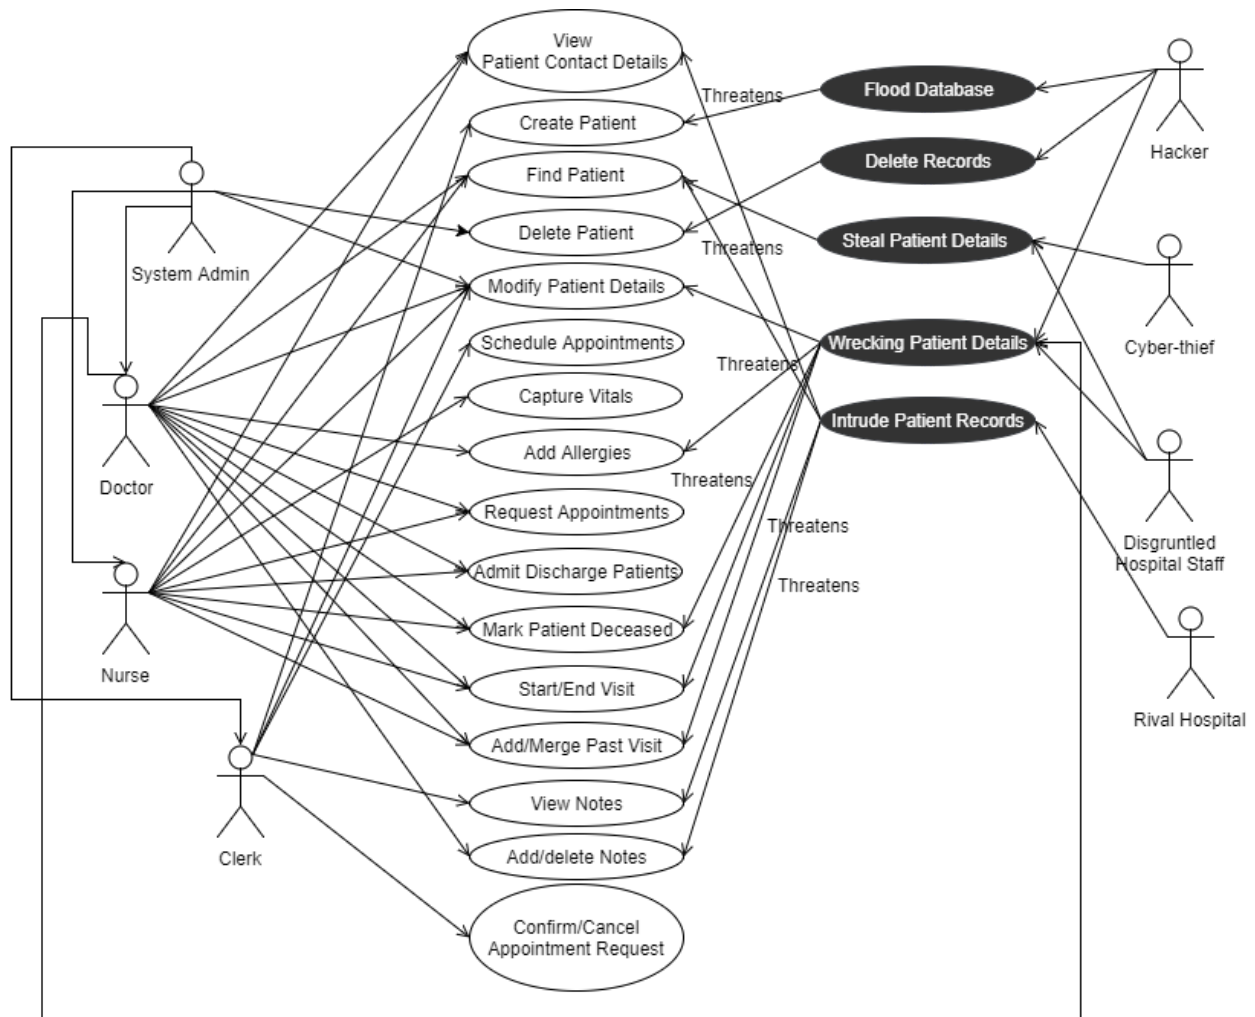 View
Patient Contact Details
Create Patient
Find Patient
Delete Patient
Modify Patient Details
Schedule Appointments
Capture Vitals
Add Allergies
Request Appointments
Admit Discharge Patients
Mark Patient Deceased
Start/End Visit
Add/Merge Past Visit
View Notes
Add/delete Notes
Confirm/Cancel
Appointment Request
System Admin
Doctor
Nurse
Clerk
Threatens
Threatens
Threatens
Threatens
Threatens
Threatens
Flood Database
Delete Records
Steal Patient Details
Wrecking Patient Details
Intrude Patient Records
Hacker
Cyber-thief
Disgruntled
Hospital Staff
Rival Hospital